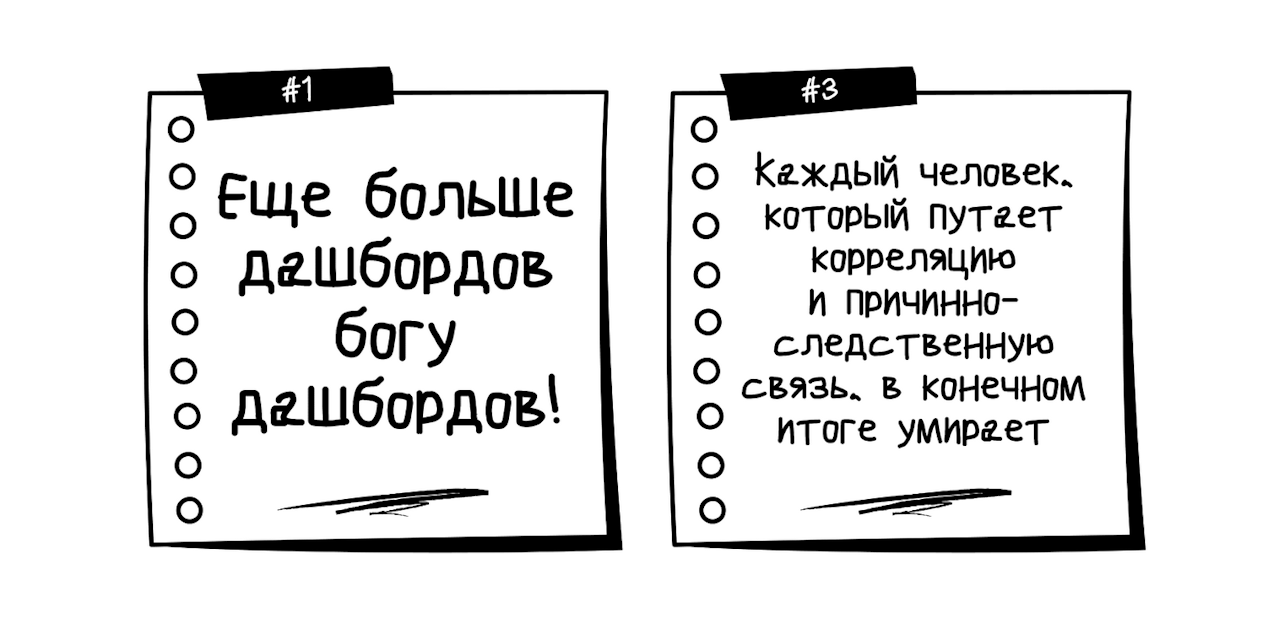 #1
Еще больше
дашбордов
богу
дашбордов!
#3
Каждый человек,
который путает
корреляцию
и причинно-
следственную
связь, в конечном
итоге умирает